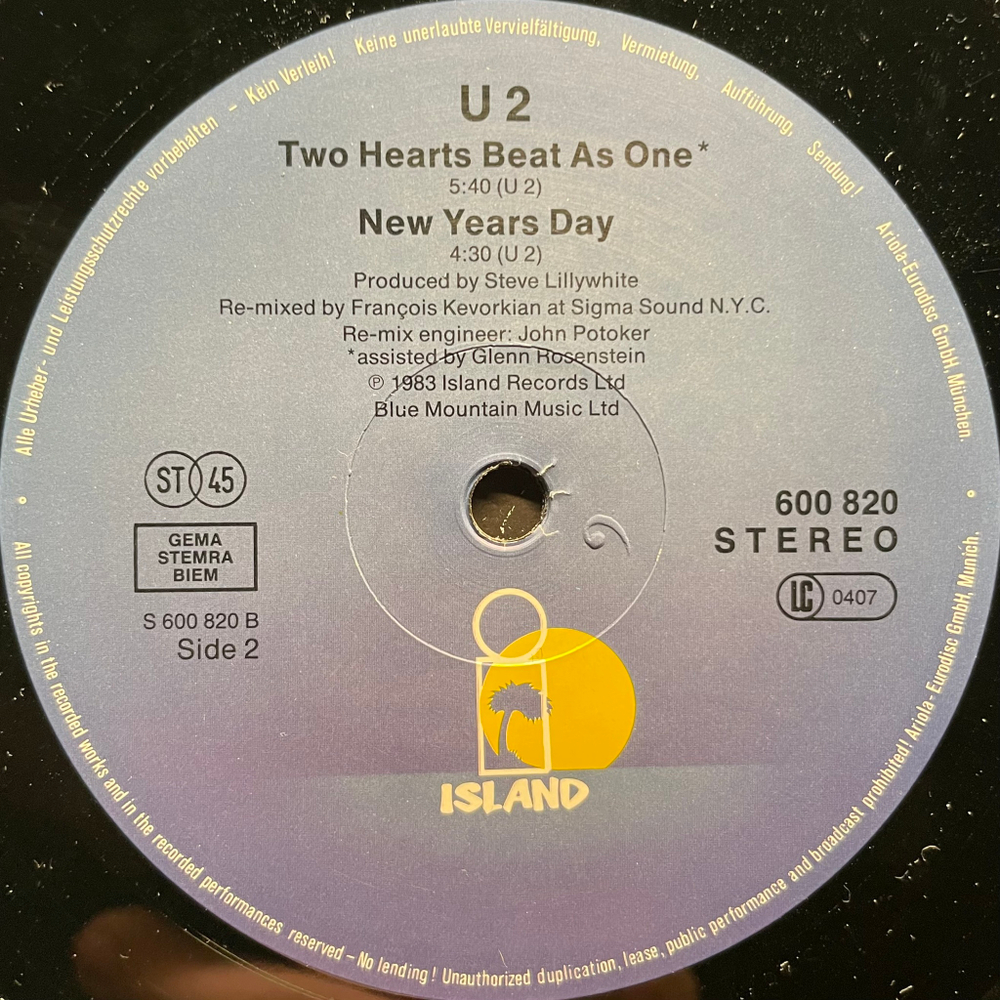 Alle Urheber- und Leistungsschutzrechte vorbehalten – Kein Verleih! Keine unerlaubte Vervielfältigung, Vermietung, Aufführung, Sendung! Ariola-Eurodisc GmbH, München.
U 2
Two Hearts Beat As One*
5:40 (U 2)
New Years Day
4:30 (U 2)
Produced by Steve Lillywhite
Re-mixed by François Kevorkian at Sigma Sound N.Y.C.
Re-mix engineer: John Potoker
*assisted by Glenn Rosenstein
℗ 1983 Island Records Ltd
Blue Mountain Music Ltd
ST 45
GEMA
STEMRA
BIEM
S 600 820 B
Side 2
600 820
STEREO
LC 0407
ISLAND
All copyrights in the recorded works and in the recorded performances reserved – No lending! Unauthorized duplication, lease, public performance and broadcast prohibited! Ariola-Eurodisc GmbH, Munich.